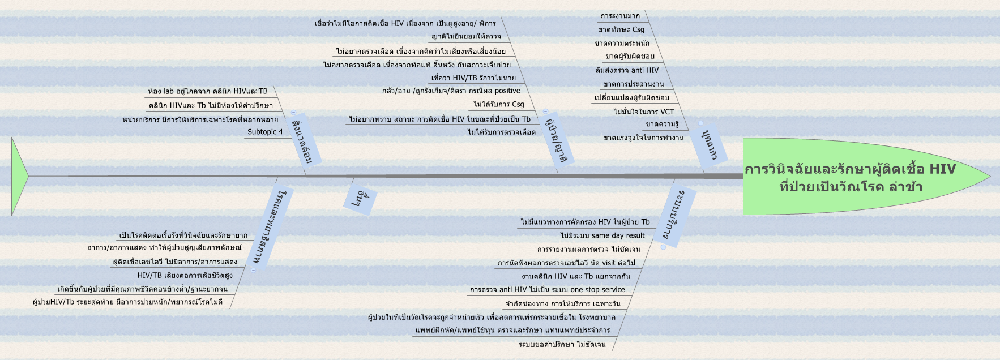 ห้อง lab อยู่ไกลจาก คลินิก HIVและTB
คลินิก HIVและ Tb ไม่มีห้องให้คำปรึกษา
หน่วยบริการ มีการให้บริการเฉพาะโรคที่หลากหลาย
Subtopic 4
สิ่งแวดล้อม
เชื่อว่าไม่มีโอกาสติดเชื้อ HIV เนื่องจาก เป็นผูสูงอายุ/ พิการ
ญาติไม่ยินยอมให้ตรวจ
ไม่อยากตรวจเลือด เนื่องจากคิดว่าไม่เสี่ยงหรือเสี่ยงน้อย
ไม่อยากตรวจเลือด เนื่องจากท้อแท้ สิ้นหวัง กับสภาวะเจ็บป่วย
เชื่อว่า HIV/TB รักาาไม่หาย
กลัว/อาย /ถูกรังเกียจ/ตีตรา กรณีผล positive
ไม่ได้รับการ Csg
ไม่อยากทราบ สถานะ การติดเชื้อ HIV ในขณะที่ป่วยเป็น Tb
ไม่ได้รับการตรวจเลือด
ผู้ป่วย/ญาติ
ภาระงานมาก
ขาดทักษะ Csg
ขาดความตระหนัก
ขาดผู้รับผิดชอบ
ลืมส่งตรวจ anti HIV
ขาดการประสานงาน
เปลี่ยนแปลงผู้รับผิดชอบ
ไม่มั่นใจในการ VCT
ขาดความรู้
ขาดแรงจูงใจในการทำงาน
บุคลากร
การวินิจฉัยและรักษาผู้ติดเชื้อ HIV
ที่ป่วยเป็นวัณโรค ล่าช้า
โรคและพยาธิสภาพ
เป็นโรคติดต่อเรื้อรังที่วินิจฉัยและรักษายาก
อาการ/อาการแสดง ทำให้ผู้ป่วยสูญเสียภาพลักษณ์
ผู้ติดเชื้อเอชไอวี ไม่มีอาการ/อาการแสดง
HIV/TB เสี่ยงต่อการเสียชีวิตสูง
เกิดขึ้นกับผู้ป่วยที่มีคุณภาพชีวิตค่อนข้างต่ำ/ฐานะยากจน
ผู้ป่วยHIV/Tb ระยะสุดท้าย มีอาการป่วยหนัก/พยากรณ์โรคไม่ดี
อื่นๆ
ระบบบริการ
ไม่มีแนวทางการคัดกรอง HIV ในผู้ป่วย Tb
ไม่มีระบบ same day result
การรายงานผลการตรวจ ไม่ชัดเจน
การนัดฟังผลการตรวจเอชไอวี นัด visit ต่อไป
งานคลินิก HIV และ Tb แยกจากกัน
การตรวจ anti HIV ไม่เป็น ระบบ one stop service
จำกัดช่องทาง การให้บริการ เฉพาะวัน
ผู้ป่วยในที่เป็นวัณโรคจะถูกจำหน่ายเร็ว เพื่อลดการแพร่กระจายเชื้อใน โรงพยาบาล
แพทย์ฝึกหัด/แพทย์ใช้ทุน ตรวจและรักษา แทนแพทย์ประจำการ
ระบบขอคำปรึกษา ไม่ชัดเจน